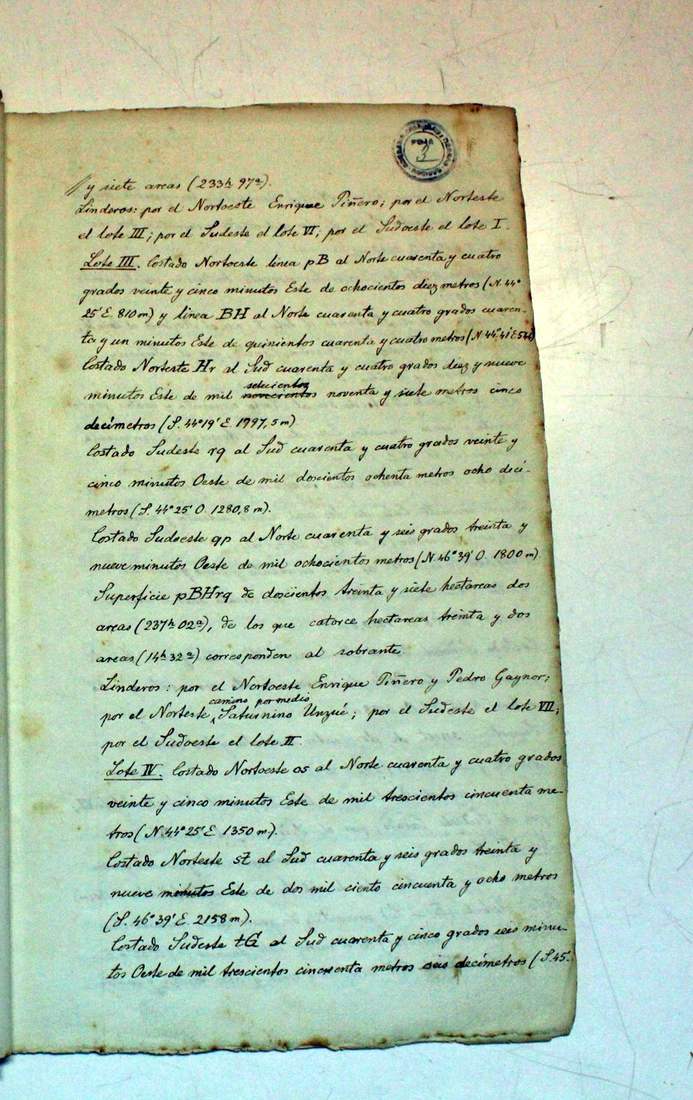 FOJA
3
y siete areas (233h 97a).
Linderos: por el Noroeste Enrique Piñero; por el Noreste
el lote III; por el Sudeste el lote VI; por el Sudoeste el lote I.
Lote III. Costado Noroeste linea pB al Norte cuarenta y cuatro
grados veinte y cinco minutos Este de ochocientos diez metros (N. 44°
25' E. 810m) y linea BH al Norte cuarenta y cuatro grados cuaren-
ta y un minutos Este de quinientos cuarenta y cuatro metros (N. 44° 41' E 544)
Costado Noreste Hr al Sud cuarenta y cuatro grados diez y nueve
setecientos
minutos Este de mil novecientos noventa y siete metros cinco
decímetros (S. 44° 19' E. 1797,5 m)
Costado Sudeste rq al Sud cuarenta y cuatro grados veinte y
cinco minutos Oeste de mil doscientos ochenta metros ocho decí-
metros (S. 44° 25' O. 1280,8 m).
Costado Sudoeste qp al Norte cuarenta y seis grados treinta y
nueve minutos Oeste de mil ochocientos metros (N. 46° 39' O. 1800 m)
Superficie pBHrq de doscientos treinta y siete hectareas dos
areas (237h 02a), de los que catorce hectareas treinta y dos
areas (14h 32a) corresponden al sobrante
Linderos: por el Noroeste Enrique Piñero y Pedro Gaynor;
camino por medio
por el Noreste, Saturnino Unzué; por el Sudeste el lote VII;
por el Sudoeste el lote II.
Lote IV. Costado Noroeste os al Norte cuarenta y cuatro grados
veinte y cinco minutos Este de mil trescientos cincuenta me-
tros (N. 44° 25' E 1350 m).
Costado Noreste st al Sud cuarenta y seis grados treinta y
nueve minutos Este de dos mil ciento cincuenta y ocho metros
(S. 46° 39' E. 2158 m).
Costado Sudeste tG al Sud cuarenta y cinco grados seis minu-
tos Oeste de mil trescientos cincuenta metros seis decímetros (S. 45°